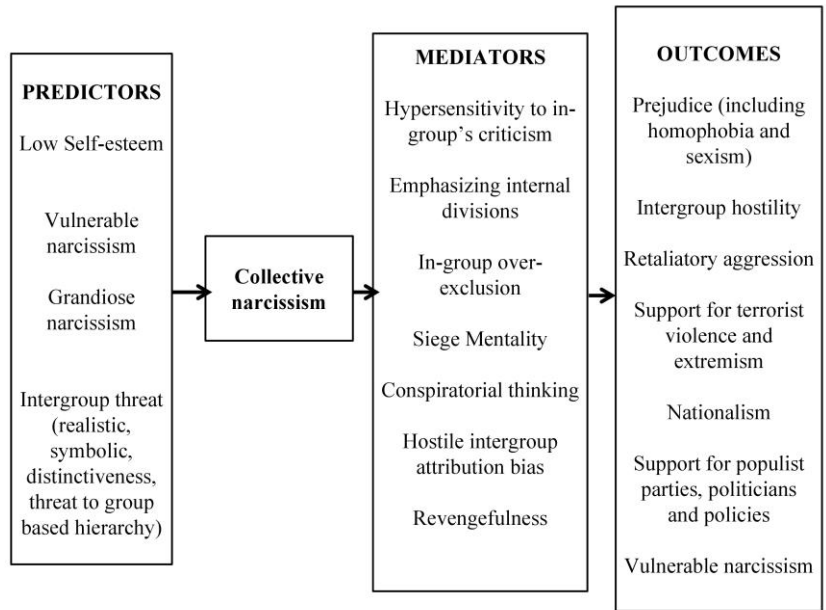 PREDICTORS
Low Self-esteem
Vulnerable
narcissism
Grandiose
narcissism
Intergroup threat
(realistic,
symbolic,
distinctiveness,
threat to group
based hierarchy)
Collective
narcissism
MEDIATORS
Hypersensitivity to in-
group’s criticism
Emphasizing internal
divisions
In-group over-
exclusion
Siege Mentality
Conspiratorial thinking
Hostile intergroup
attribution bias
Revengefulness
OUTCOMES
Prejudice (including
homophobia and
sexism)
Intergroup hostility
Retaliatory aggression
Support for terrorist
violence and
extremism
Nationalism
Support for populist
parties, politicians
and policies
Vulnerable narcissism